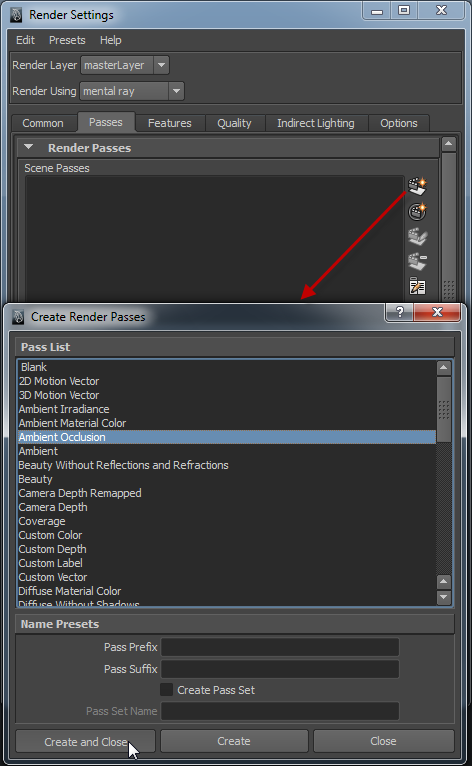 Render Settings
Edit Presets Help
Render Layer masterLayer
Render Using mental ray
Common Passes Features Quality Indirect Lighting Options
Render Passes
Scene Passes
Create Render Passes
?
Pass List
Blank
2D Motion Vector
3D Motion Vector
Ambient Irradiance
Ambient Material Color
Ambient Occlusion
Ambient
Beauty Without Reflections and Refractions
Beauty
Camera Depth Remapped
Camera Depth
Coverage
Custom Color
Custom Depth
Custom Label
Custom Vector
Diffuse Material Color
Diffuse Without Shadows
Name Presets
Pass Prefix
Pass Suffix
Create Pass Set
Pass Set Name
Create and Close Create Close